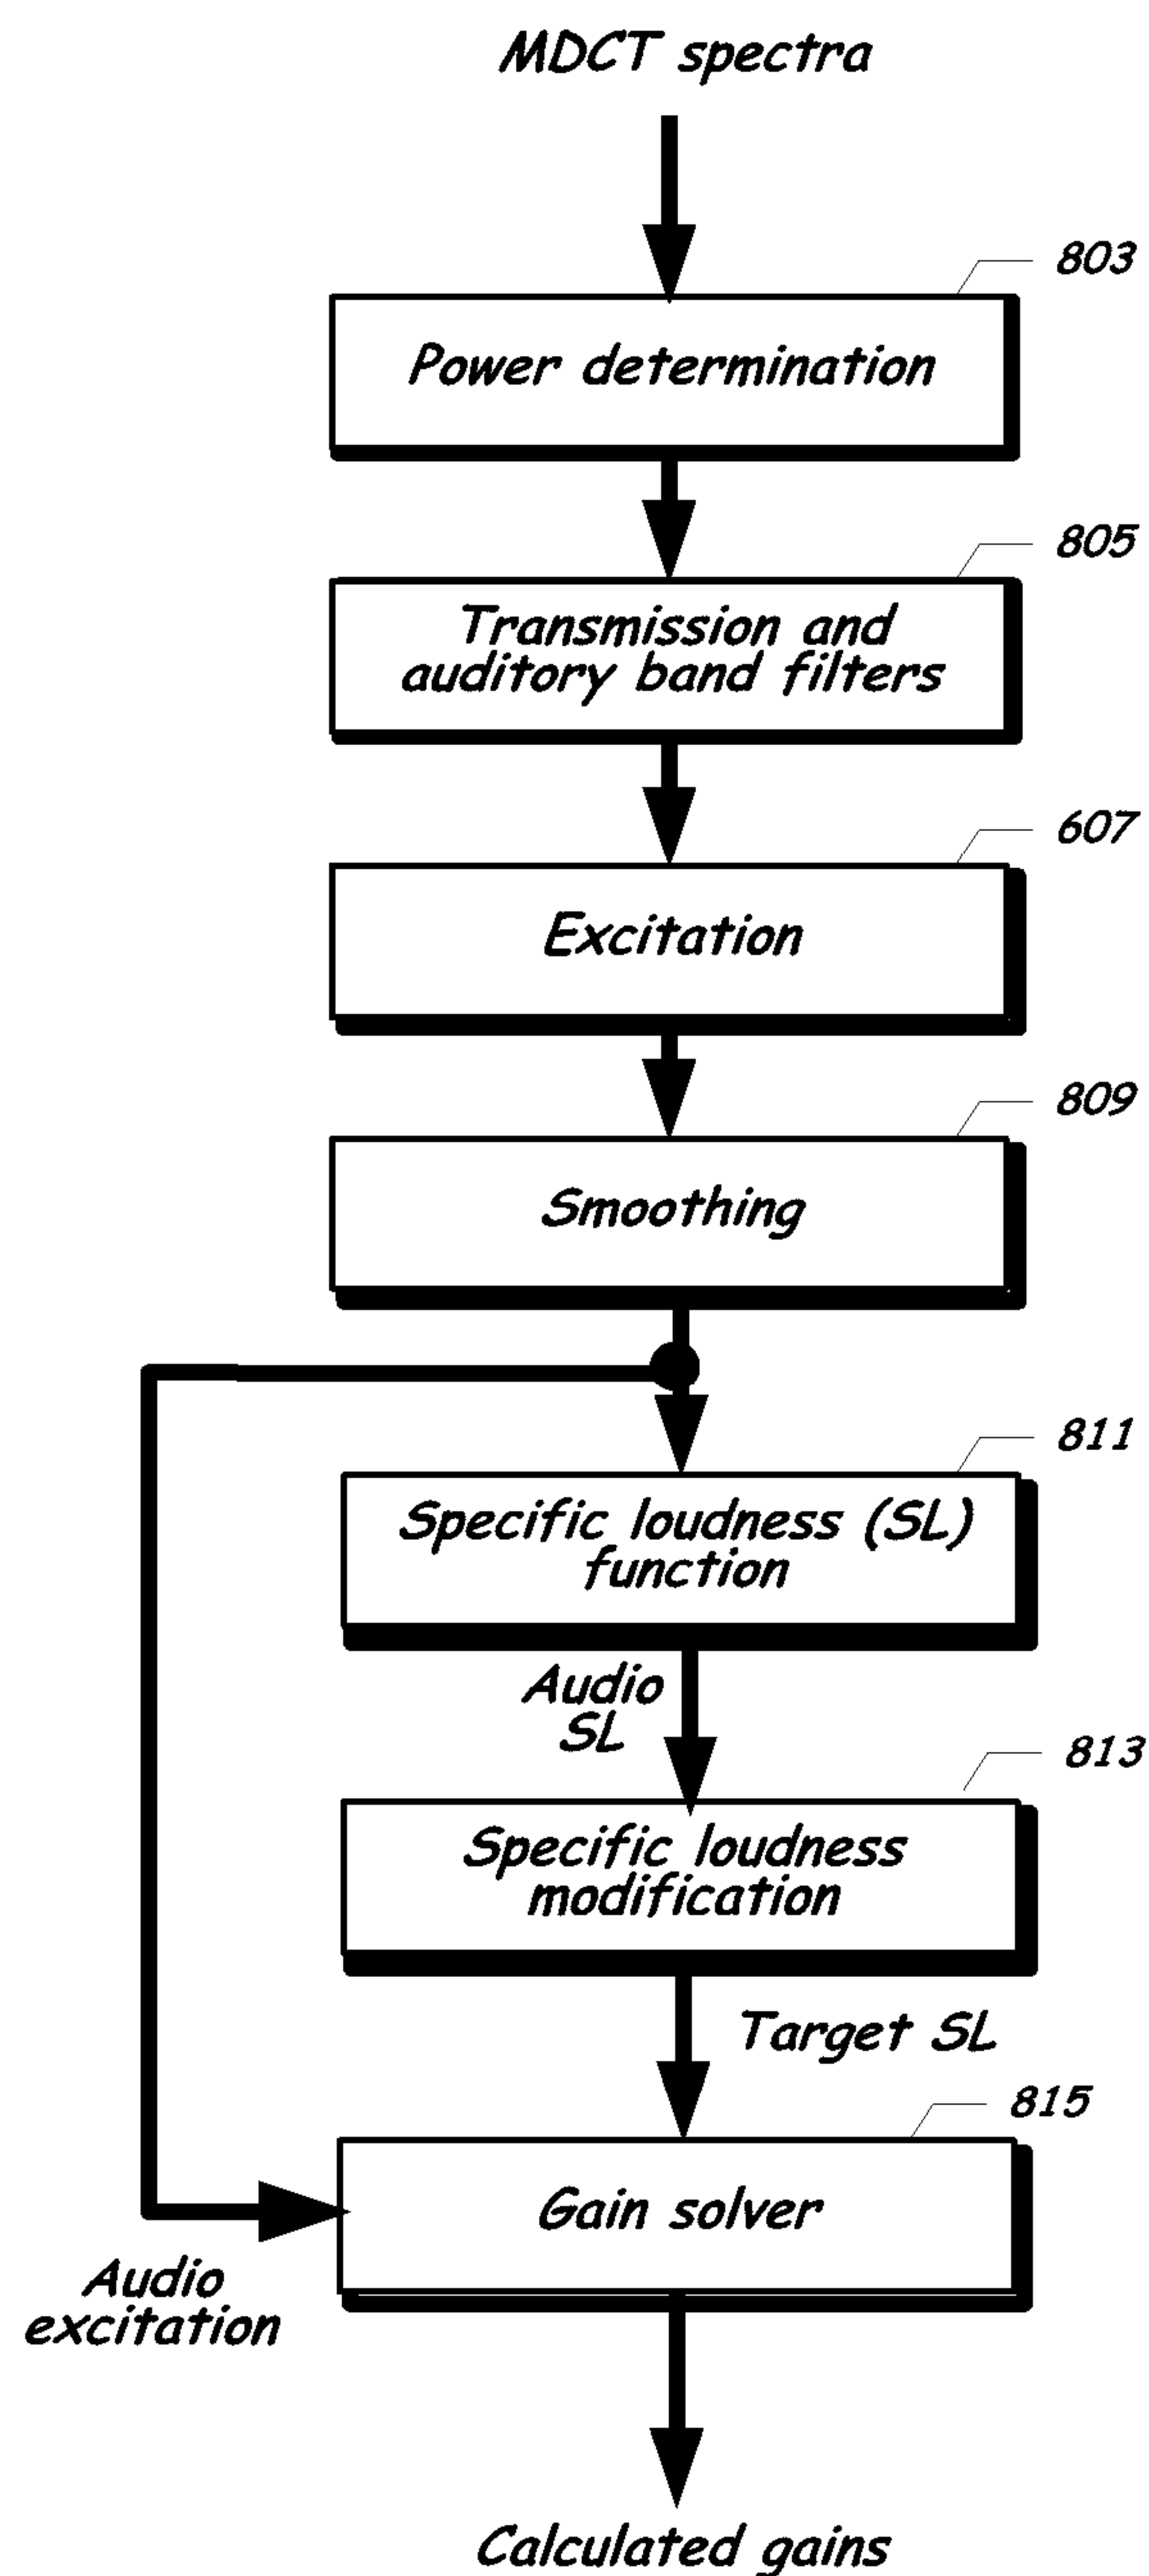 MDCT spectra
803
Power determination
805
Transmission and
auditory band filters
607
Excitation
809
Smoothing
811
Specific loudness (SL)
function
Audio
SL
813
Specific loudness
modification
Target SL
815
Gain solver
Audio
excitation
Calculated gains